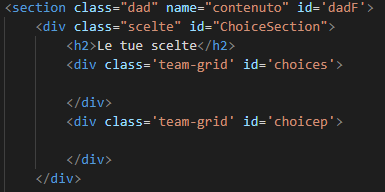 <section class="dad" name="contenuto" id='dadF'>
<div class="scelte" id="ChoiceSection">
<h2>Le tue scelte</h2>
<div class='team-grid' id='choices'>
</div>
<div class='team-grid' id='choicep'>
</div>
</div>